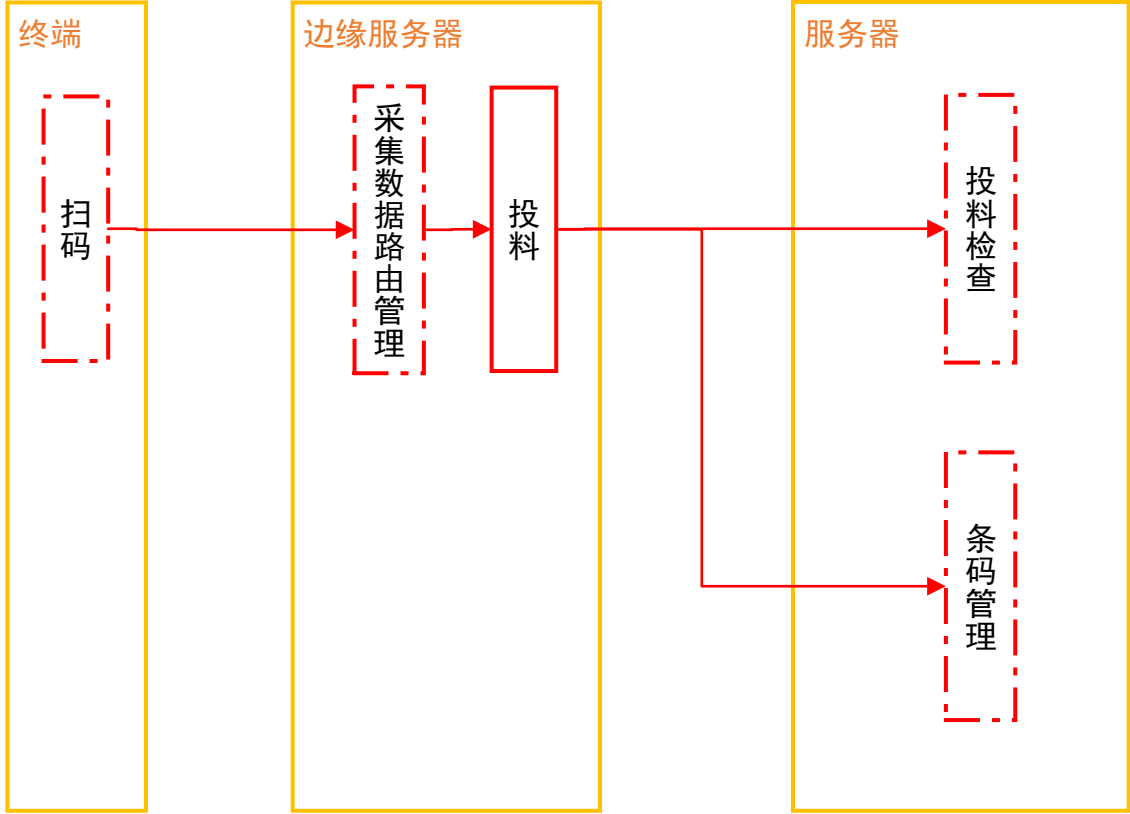 终端
边缘服务器
服务器
扫码
采集数据路由管理
投料
投料检查
条码管理